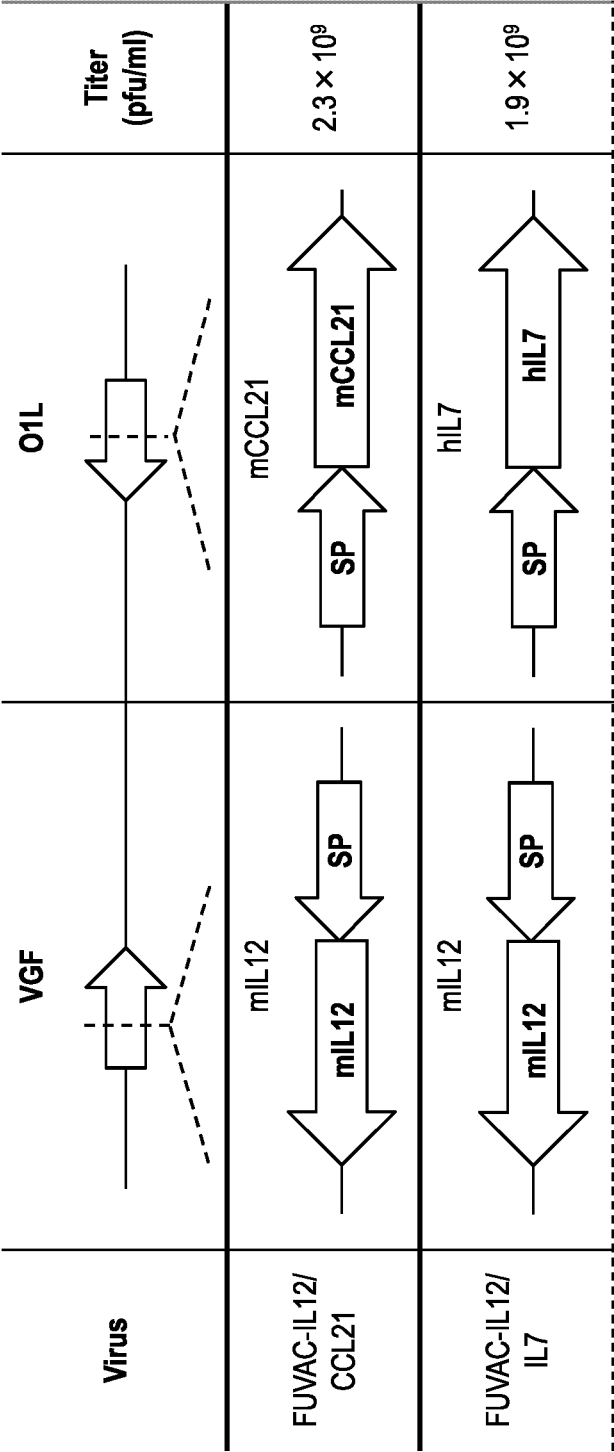 Virus
VGF
O1L
Titer
(pfu/ml)
FUVAC-IL12/
CCL21
mIL12
mIL12
SP
mCCL21
SP
mCCL21
2.3 × 10⁹
FUVAC-IL12/
IL7
mIL12
mIL12
SP
hIL7
SP
hIL7
1.9 × 10⁹